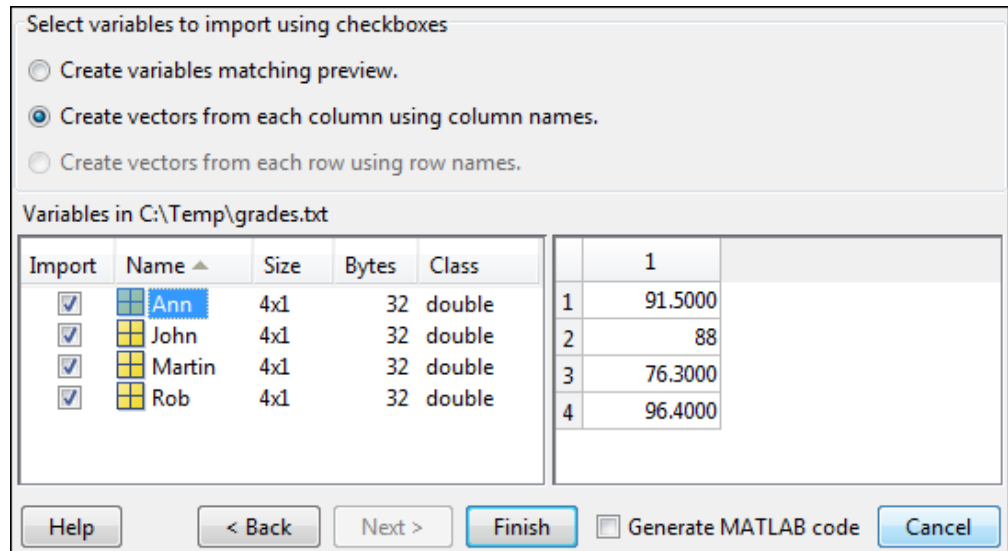 Select variables to import using checkboxes
Create variables matching preview.
Create vectors from each column using column names.
Create vectors from each row using row names.
Variables in C:\Temp\grades.txt
Import Name Size Bytes Class
Ann 4x1 32 double
John 4x1 32 double
Martin 4x1 32 double
Rob 4x1 32 double
1
1 91.5000
2 88
3 76.3000
4 96.4000
Help < Back Next > Finish Generate MATLAB code Cancel